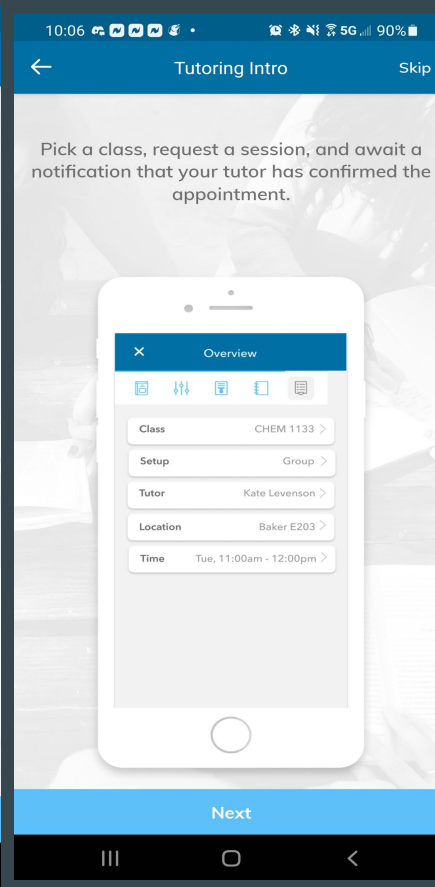 10:06 5G 90%
Tutoring Intro Skip
Pick a class, request a session, and await a
notification that your tutor has confirmed the
appointment.
Overview
Class CHEM 1133
Setup Group
Tutor Kate Levenson
Location Baker E203
Time Tue, 11:00am - 12:00pm
Next